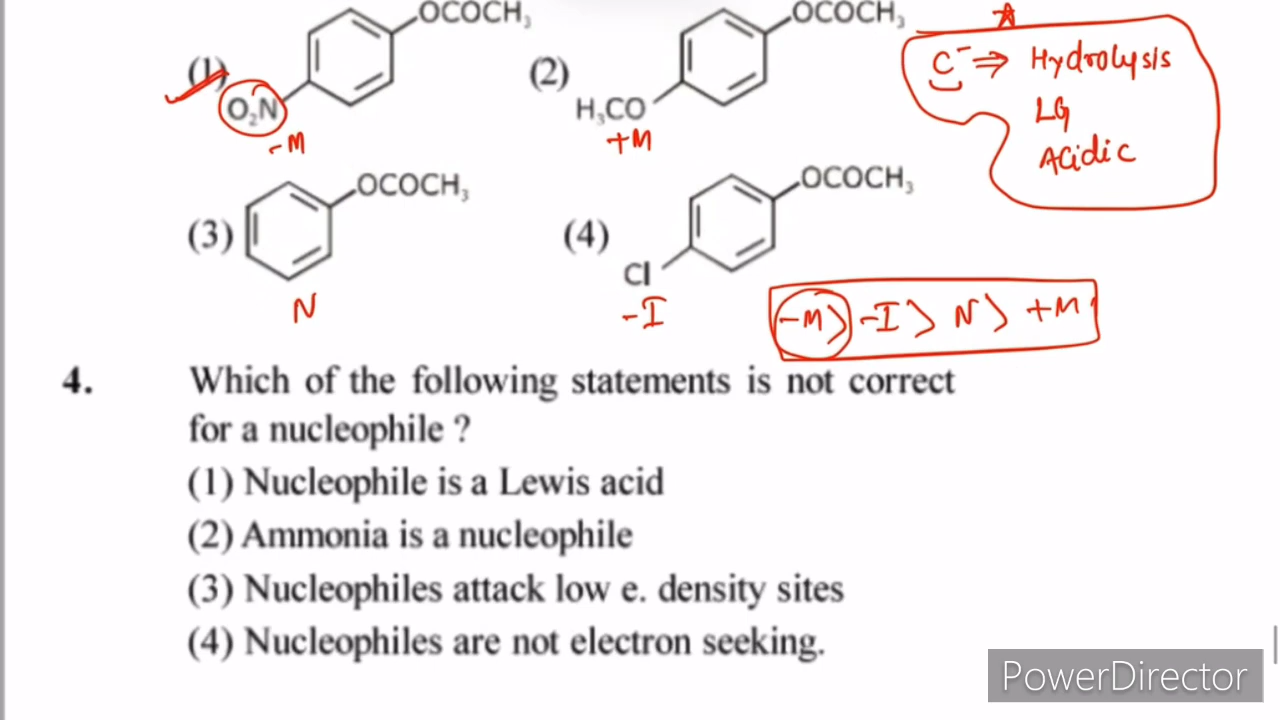 OCOCH₃
(1)
O₂N
-M
OCOCH₃
(2)
H₃CO
+M
C⁻ ⇒ Hydrolysis
LG
Acidic
OCOCH₃
(3)
N
OCOCH₃
(4)
Cl
-I
-M > -I > N > +M
4. Which of the following statements is not correct
for a nucleophile ?
(1) Nucleophile is a Lewis acid
(2) Ammonia is a nucleophile
(3) Nucleophiles attack low e. density sites
(4) Nucleophiles are not electron seeking.
PowerDirector